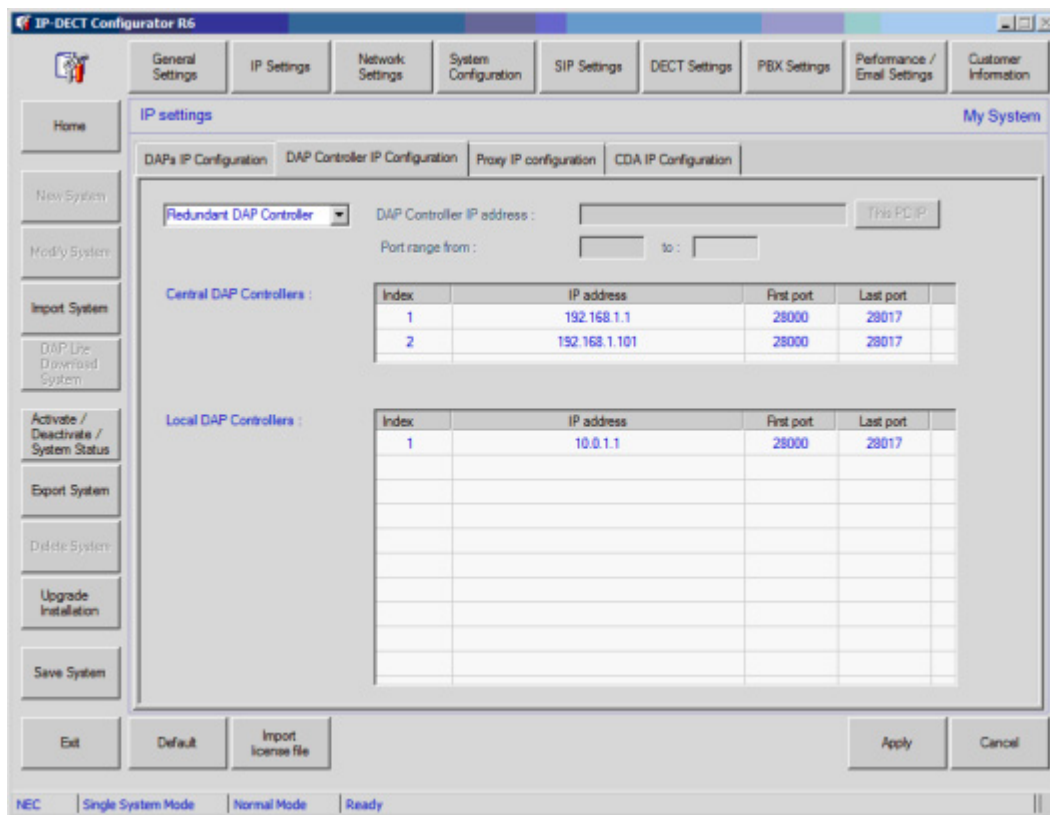 IP-DECT Configurator R6
General Settings
IP Settings
Network Settings
System Configuration
SIP Settings
DECT Settings
PBX Settings
Performance / Email Settings
Customer Information
Home
New System
Modify System
Import System
DAP Lite Download System
Activate / Deactivate / System Status
Export System
Delete System
Upgrade Installation
Save System
IP settings
My System
DAPs IP Configuration
DAP Controller IP Configuration
Proxy IP configuration
CDA IP Configuration
Redundant DAP Controller
DAP Controller IP address :
This PC IP
Port range from :
to :
Central DAP Controllers :
Index IP address First port Last port
1 192.168.1.1 28000 28017
2 192.168.1.101 28000 28017
Local DAP Controllers :
Index IP address First port Last port
1 10.0.1.1 28000 28017
Exit
Default
Import license file
Apply
Cancel
NEC
Single System Mode
Normal Mode
Ready